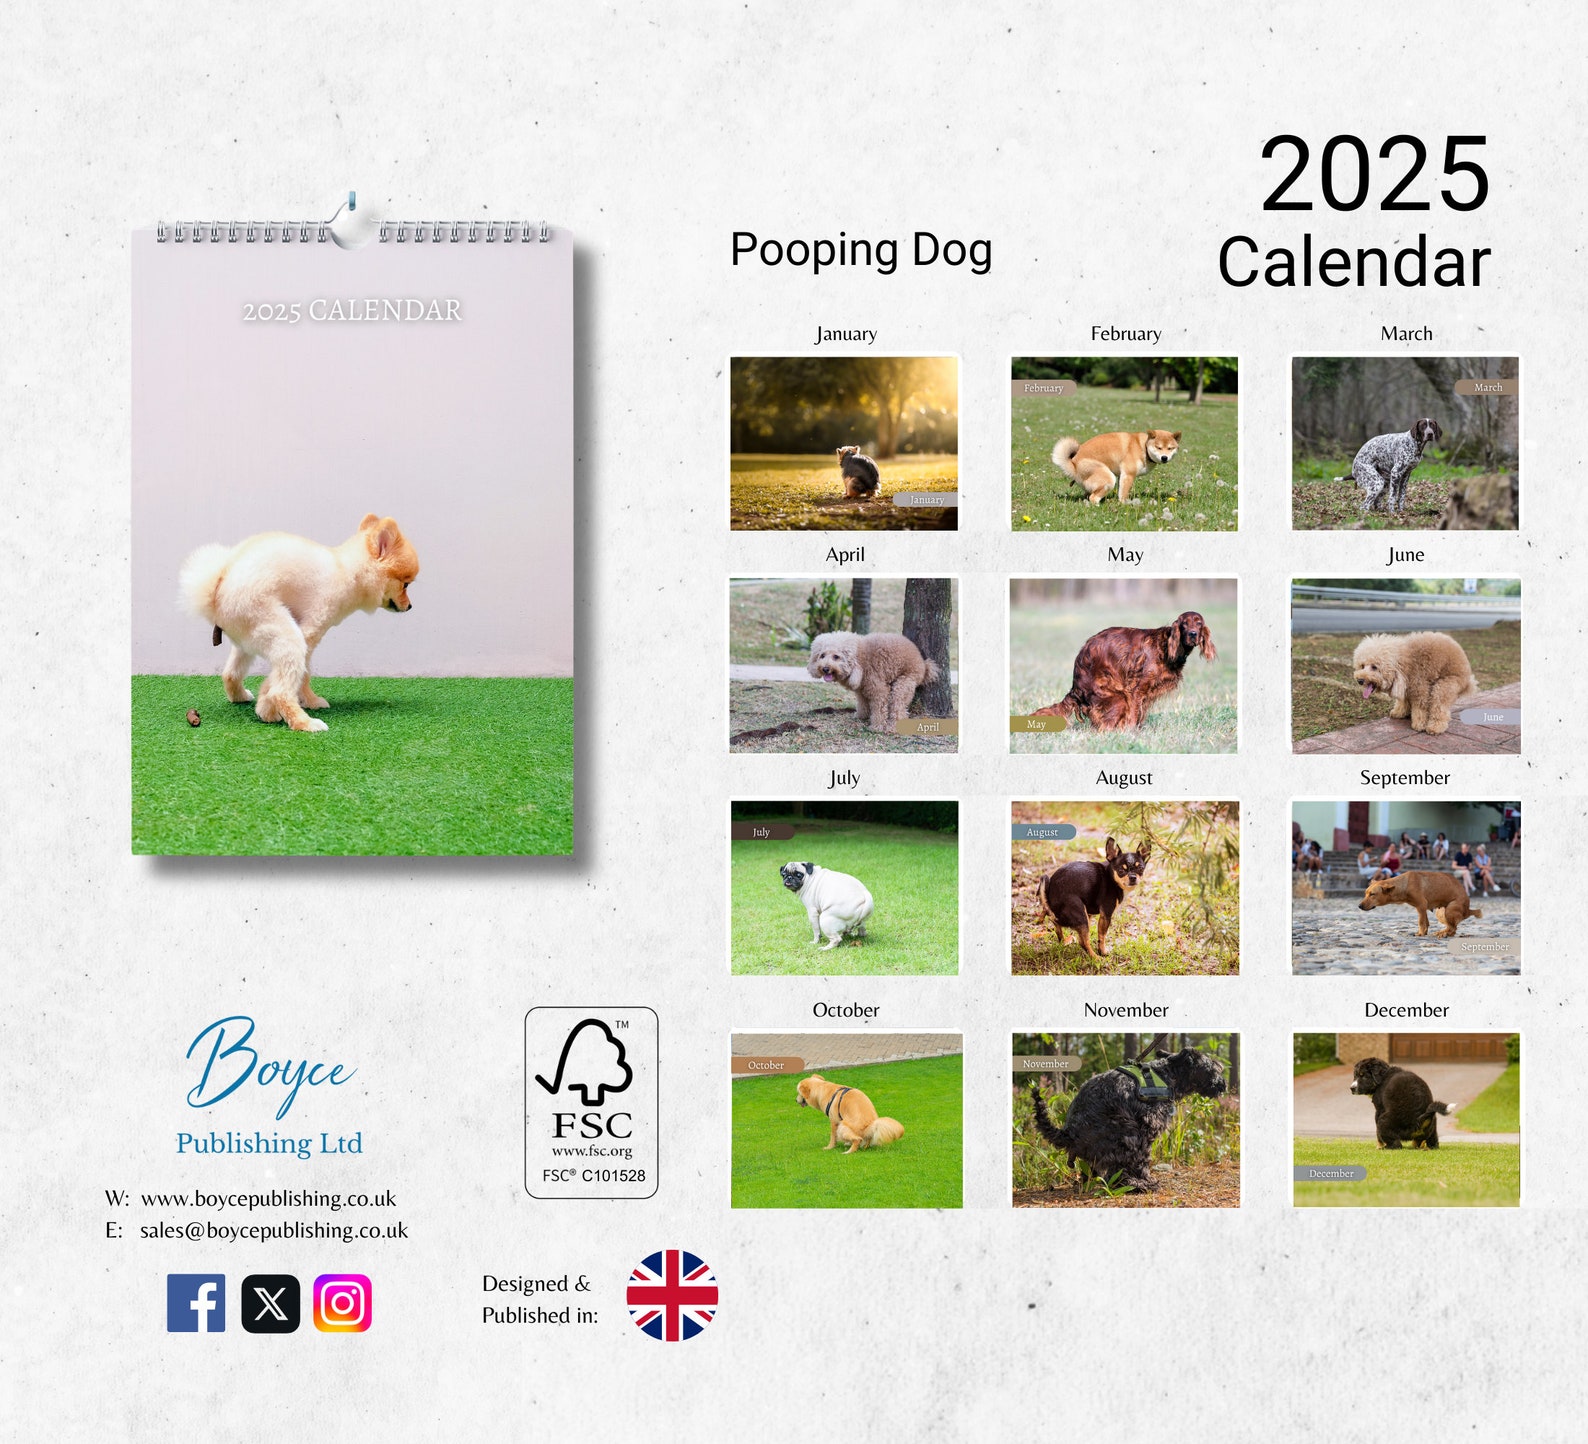 2025
Calendar
Pooping Dog
2025 CALENDAR
January
February
March
January
February
March
April
May
June
April
May
June
July
August
September
July
August
September
October
November
December
October
November
December
Boyce
Publishing Ltd
W: www.boycepublishing.co.uk
E: sales@boycepublishing.co.uk
TM
FSC
www.fsc.org
FSC® C101528
Designed &
Published in: